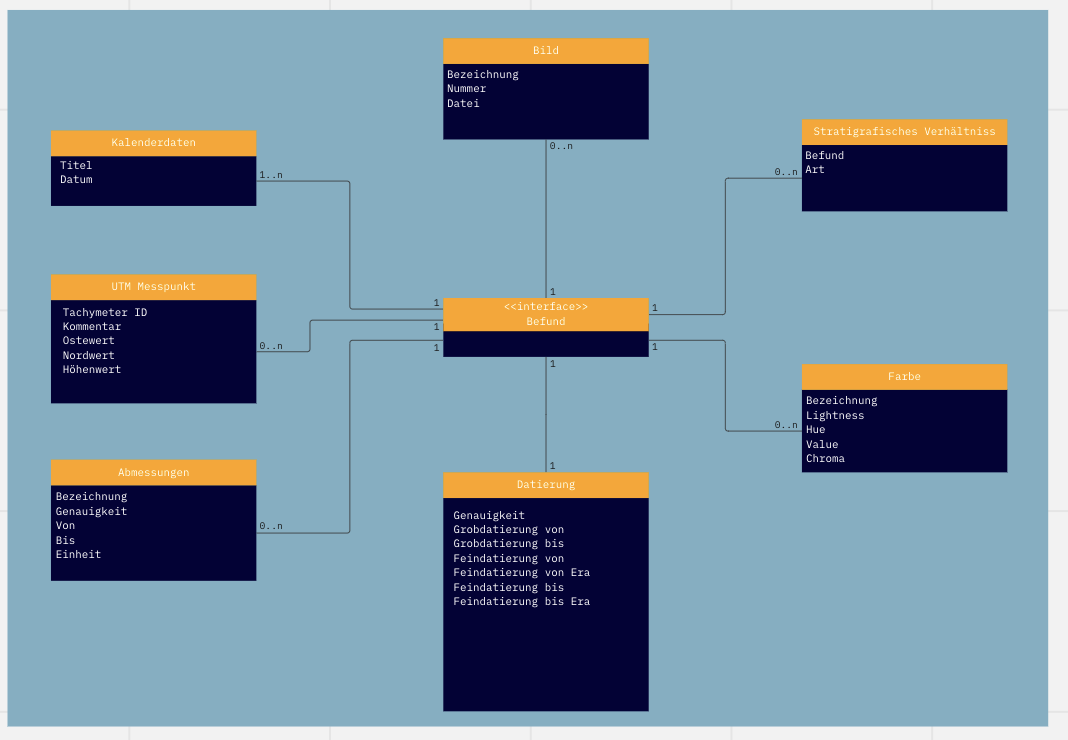 Bild
Bezeichnung
Nummer
Datei
0..n
1
Kalenderdaten
Titel
Datum
1..n
1
UTM Messpunkt
Tachymeter ID
Kommentar
Ostewert
Nordwert
Höhenwert
0..n
1
Abmessungen
Bezeichnung
Genauigkeit
Von
Bis
Einheit
0..n
1
<<interface>>
Befund
1
1
Datierung
Genauigkeit
Grobdatierung von
Grobdatierung bis
Feindatierung von
Feindatierung von Era
Feindatierung bis
Feindatierung bis Era
Stratigrafisches Verhältniss
Befund
Art
0..n
1
Farbe
Bezeichnung
Lightness
Hue
Value
Chroma
0..n
1